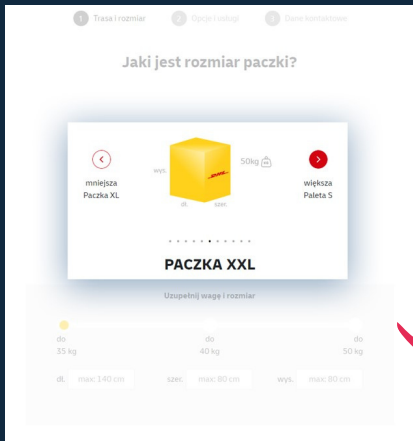 1 Trasa i rozmiar 2 Opcje i usługi 3 Dane kontaktowe
Jaki jest rozmiar paczki?
50kg
wys.
mniejsza
Paczka XL
większa
Paleta S
dł. szer.
PACZKA XXL
Uzupełnij wagę i rozmiar
do do do
35 kg 40 kg 50 kg
dł. max: 140 cm szer. max: 80 cm wys. max: 80 cm